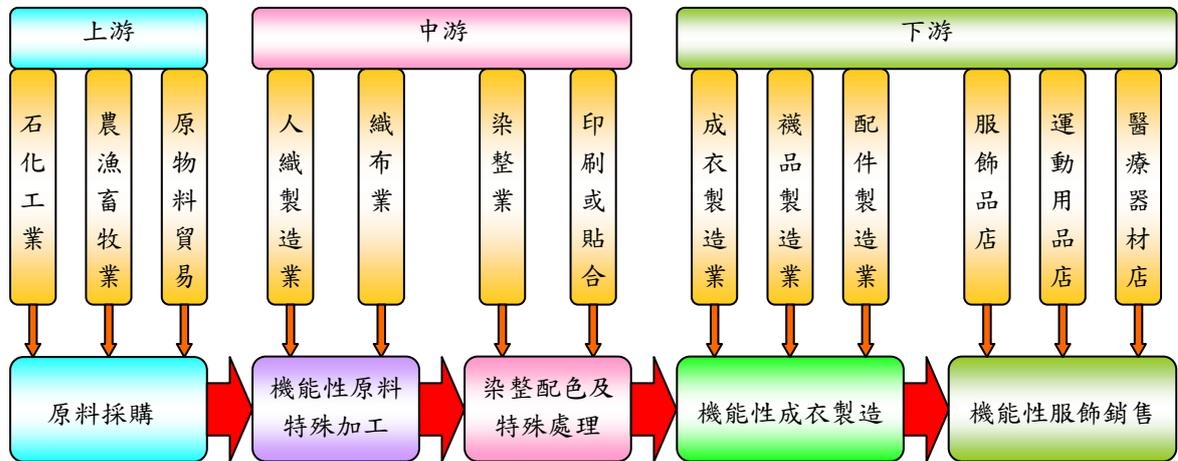 上游
中游
下游
石化工業
農漁畜牧業
原物料貿易
人織製造業
織布業
染整業
印刷或貼合
成衣製造業
襪品製造業
配件製造業
服飾品店
運動用品店
醫療器材店
原料採購
機能性原料
特殊加工
染整配色及
特殊處理
機能性成衣製造
機能性服飾銷售